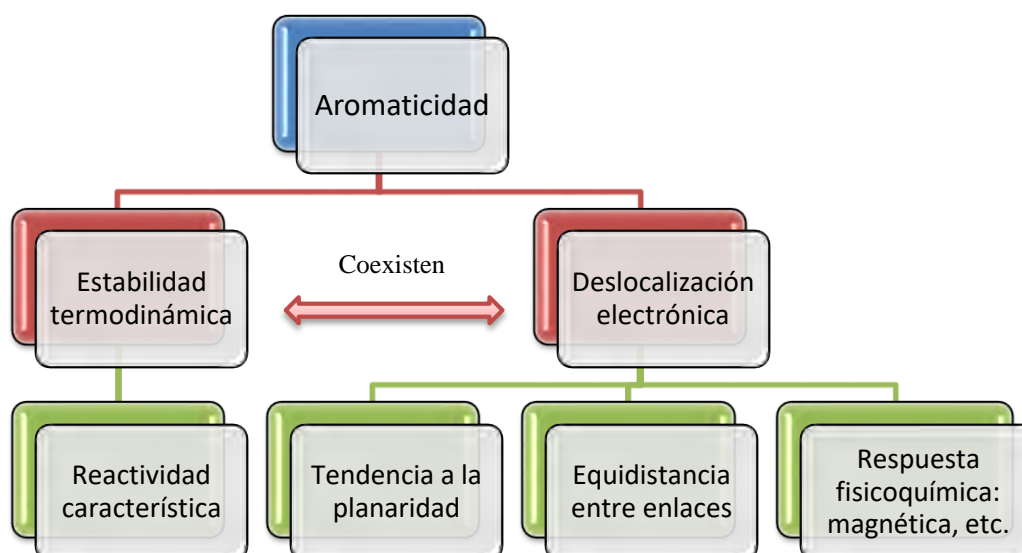 Aromaticidad
Estabilidad
termodinámica
Coexisten
Deslocalización
electrónica
Reactividad
característica
Tendencia a la
planaridad
Equidistancia
entre enlaces
Respuesta
fisicoquímica:
magnética, etc.